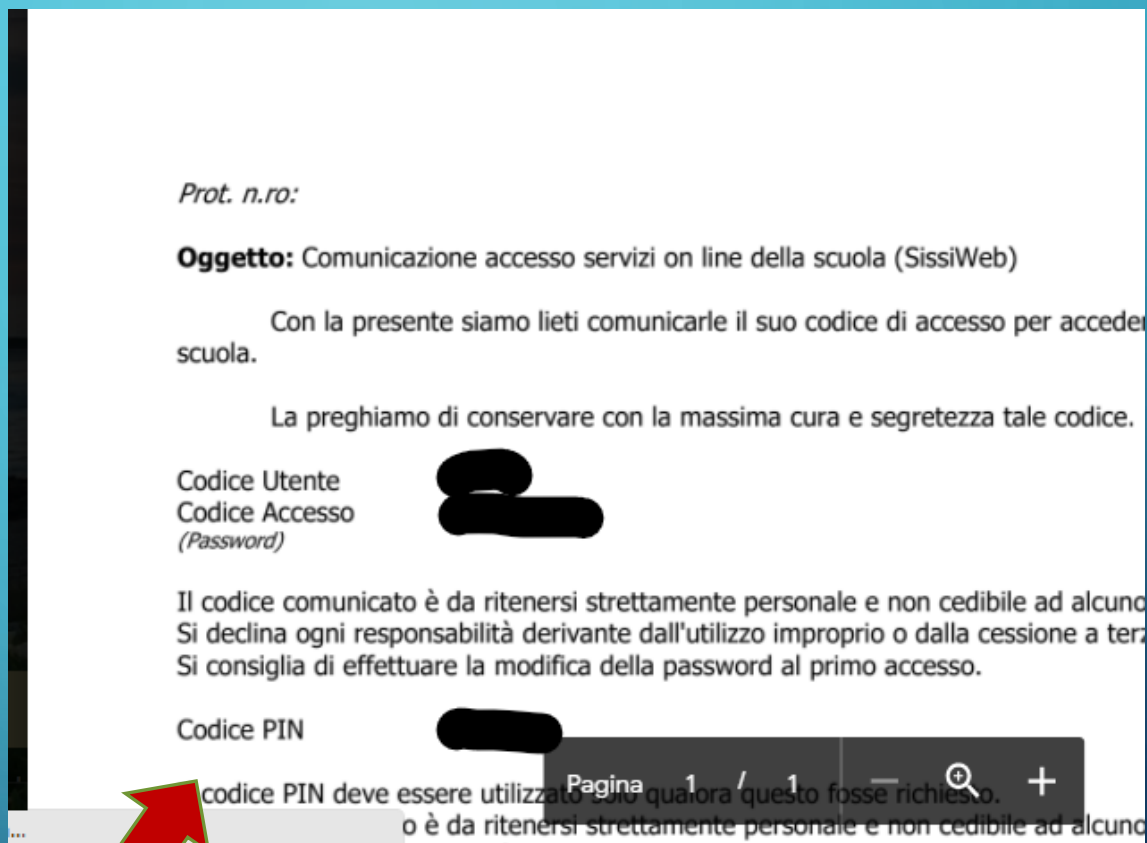 Prot. n.ro:
Oggetto: Comunicazione accesso servizi on line della scuola (SissiWeb)
Con la presente siamo lieti comunicarle il suo codice di accesso per
scuola.
La preghiamo di conservare con la massima cura e segretezza tale codice.
Codice Utente
Codice Accesso
(Password)
Il codice comunicato è da ritenersi strettamente personale e non cedibile ad
Si declina ogni responsabilità derivante dall'utilizzo improprio o dalla cessione a
Si consiglia di effettuare la modifica della password al primo accesso.
Codice PIN
codice PIN deve essere utilizzato solo qualora questo fosse richiesto.
Pagina 1 / 1
o è da ritenersi strettamente personale e non cedibile ad